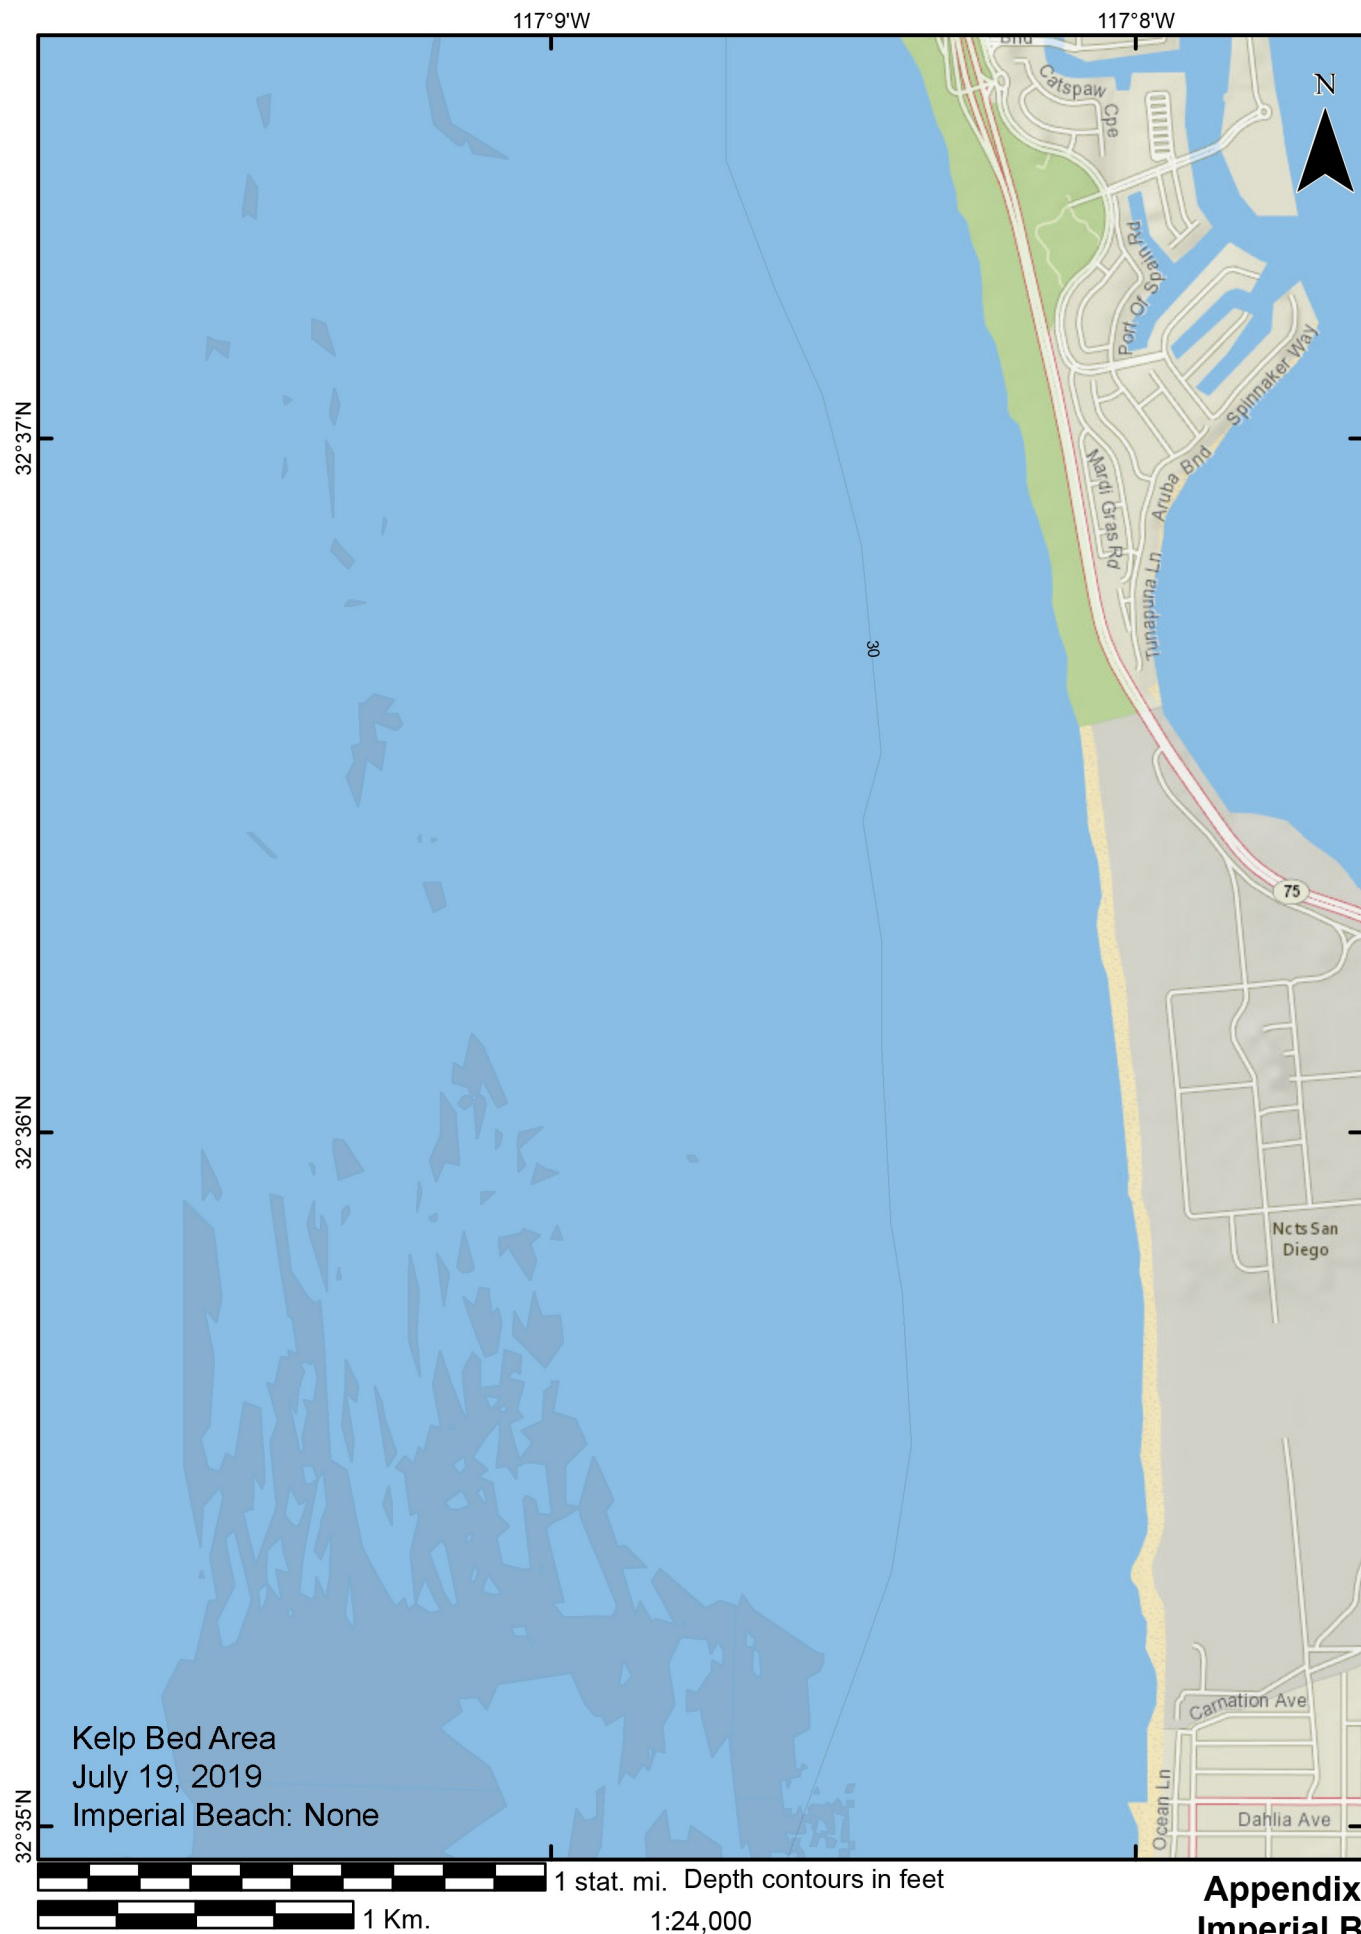 117°9'W
117°8'W
N
Catspaw
Cpe
Port Of Spain Rd
Spinnaker Way
32°37'N
Mardi Gras Rd
Aruba Bnd
Tunapuna Ln
30
75
32°36'N
Ncts San
Diego
Carnation Ave
Kelp Bed Area
July 19, 2019
Imperial Beach: None
32°35'N
Ocean Ln
Dahlia Ave
1 stat. mi. Depth contours in feet
Appendix
1 Km.
1:24,000
Imperial B